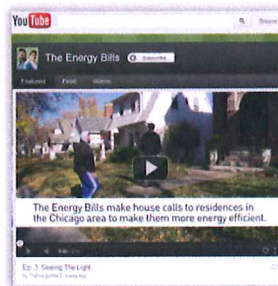 YouTube
The Energy Bills
Subscribe
Featured Feed Videos
The Energy Bills make house calls to residences in
the Chicago area to make them more energy efficient.
Ep. 3: Seeing The Light